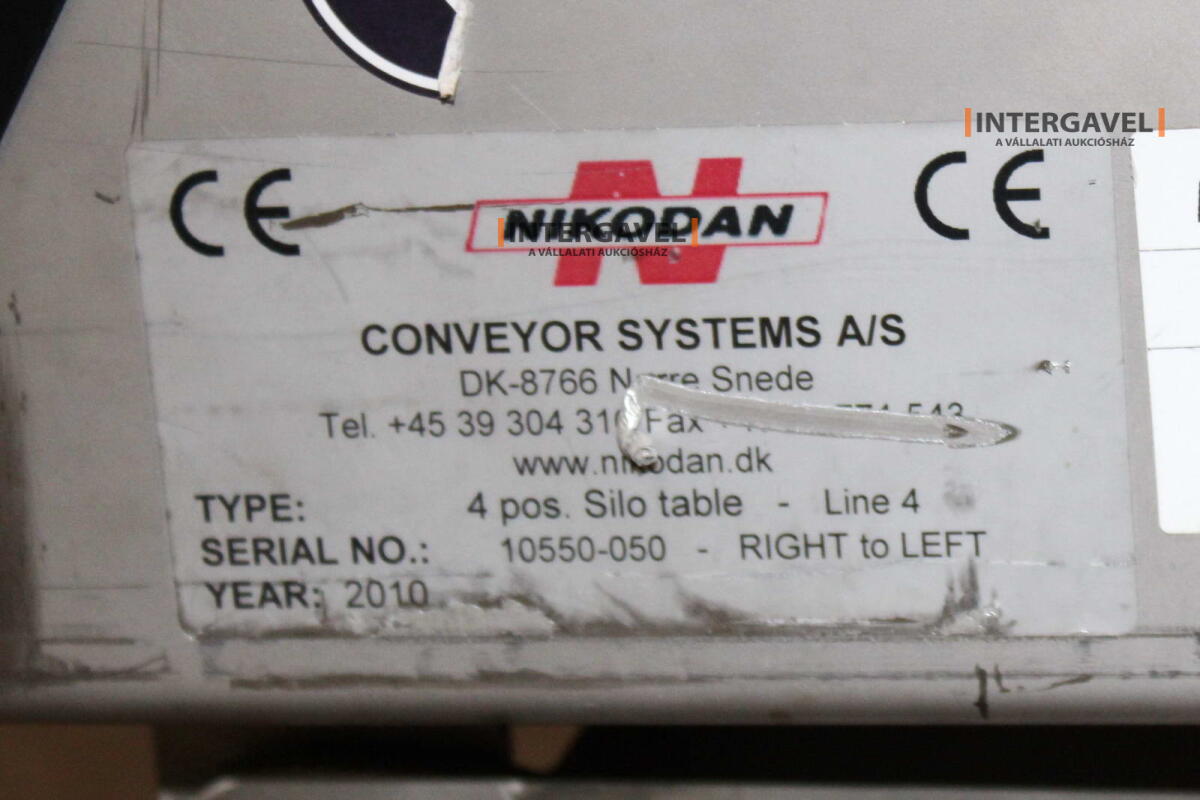 INTERGAVEL
A VÁLLALATI AUKCIÓSHÁZ
CE
NIKODAN
CE
INTERGAVEL
A VÁLLALATI AUKCIÓSHÁZ
CONVEYOR SYSTEMS A/S
DK-8766 Snede
Tel. +45 39 304 Fax
www.nikodan.dk
TYPE: 4 pos. Silo table - Line 4
SERIAL NO.: 10550-050 - RIGHT to LEFT
YEAR: 2010